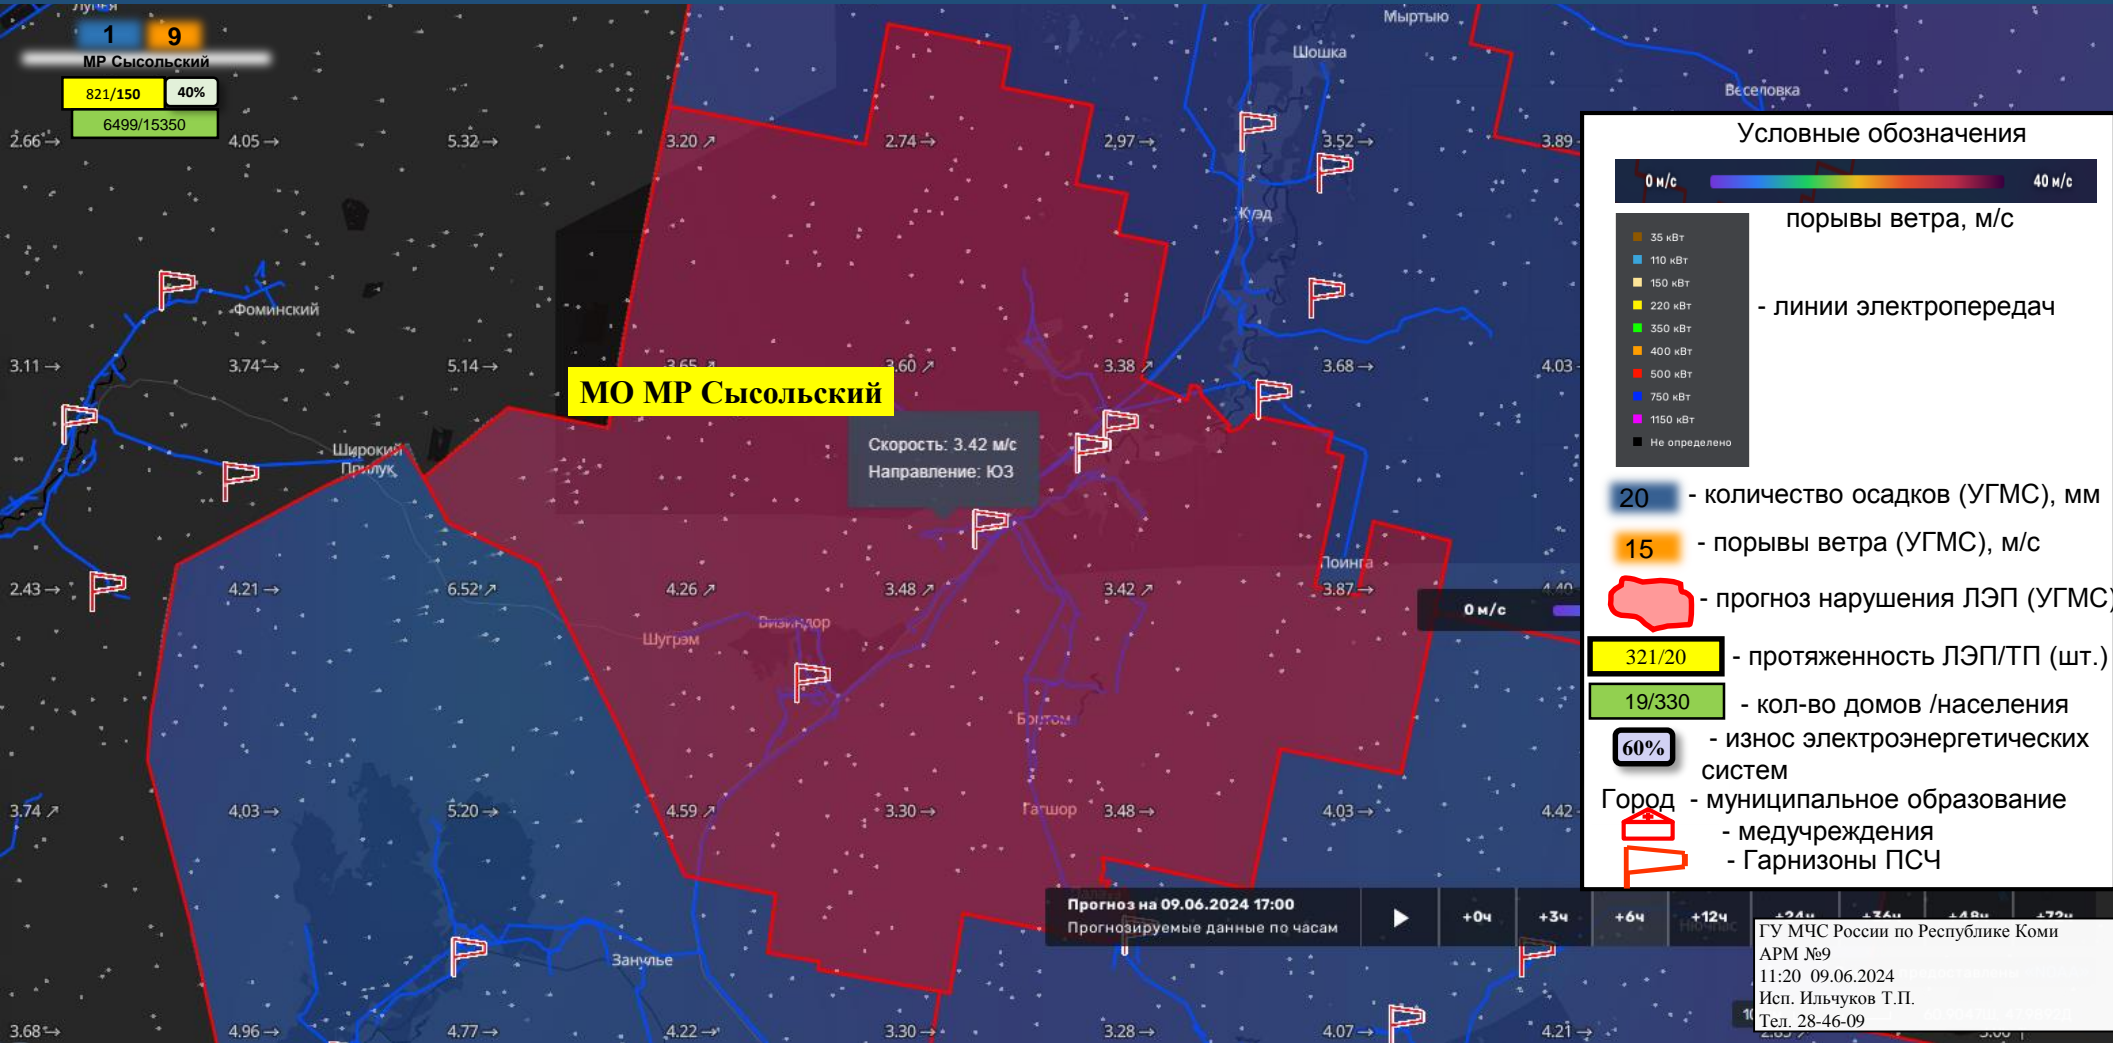 Мыртыю
Шошка
Веселовка
1 9
МР Сысольский
821/150 40%
6499/15350
2.66→ 4.05→ 5.32→ 3.20↗ 2.74→ 2.97→ 3.52→ 3.89
Жуэд
Фоминский
3.11→ 3.74→ 5.14→ 3.65↗ 3.60↗ 3.38↗ 3.68→ 4.03
МО МР Сысольский
Скорость: 3.42 м/с
Направление: ЮЗ
Широкий
Прилук
Поинга
2.43→ 4.21→ 6.52↗ 4.26↗ 3.48↗ 3.42↗ 3.87→ 4.40
0 м/с
Визиндор
Шугрэм
Бортом
3.74↗ 4.03→ 5.20→ 4.59↗ 3.30→ Гагшор 3.48→ 4.03→ 4.42
Занулье
3.68→ 4.96→ 4.77→ 4.22→ 3.30→ 3.28→ 4.07→ 4.21→
Прогноз на 09.06.2024 17:00
Прогнозируемые данные по часам
+0ч +3ч +6ч +12ч +24ч +36ч +48ч +72ч
Условные обозначения
0 м/с 40 м/с
порывы ветра, м/с
35 кВт
110 кВт
150 кВт
220 кВт
350 кВт
400 кВт
500 кВт
750 кВт
1150 кВт
Не определено
- линии электропередач
20 - количество осадков (УГМС), мм
15 - порывы ветра (УГМС), м/с
- прогноз нарушения ЛЭП (УГМС)
321/20 - протяженность ЛЭП/ТП (шт.)
19/330 - кол-во домов /населения
60% - износ электроэнергетических
систем
Город - муниципальное образование
- медучреждения
- Гарнизоны ПСЧ
ГУ МЧС России по Республике Коми
АРМ №9
11:20 09.06.2024
Исп. Ильчуков Т.П.
Тел. 28-46-09